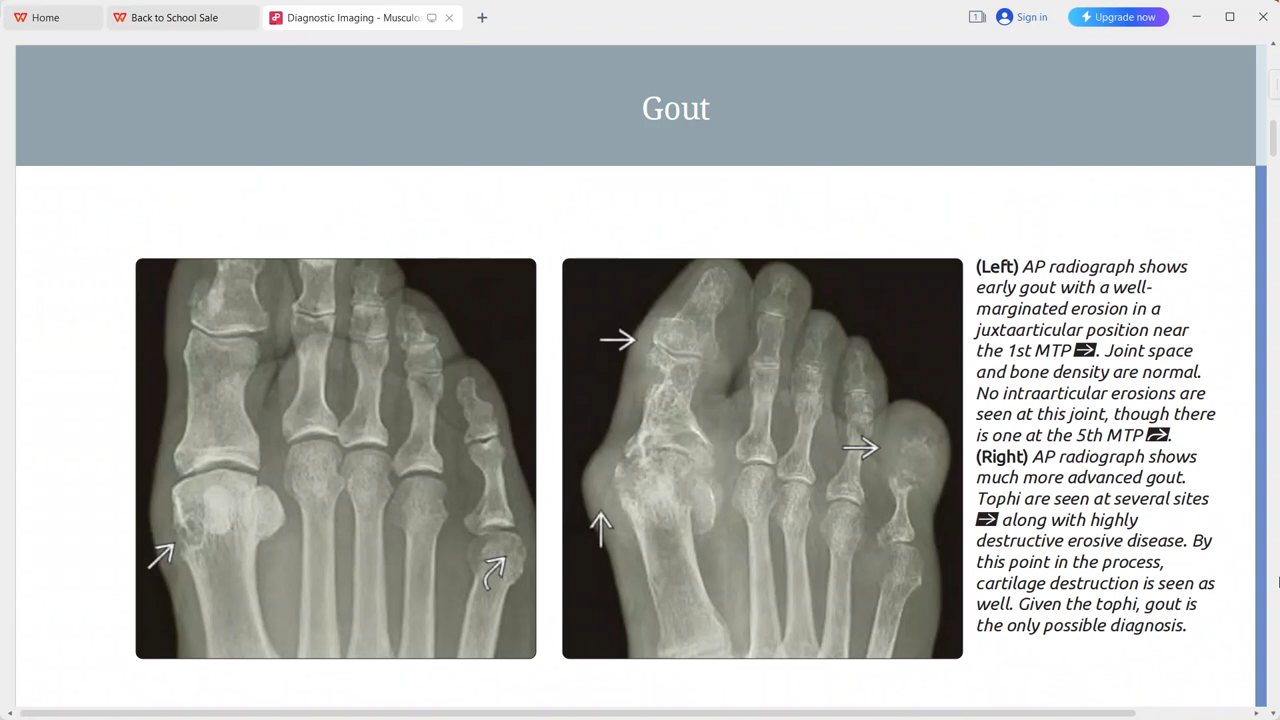 Home
Back to School Sale
Diagnostic Imaging - Musculo
1
Sign in
Upgrade now
Gout
(Left) AP radiograph shows
early gout with a well-
marginated erosion in a
juxtaarticular position near
the 1st MTP ➡. Joint space
and bone density are normal.
No intraarticular erosions are
seen at this joint, though there
is one at the 5th MTP
.
(Right) AP radiograph shows
much more advanced gout.
Tophi are seen at several sites
➡ along with highly
destructive erosive disease. By
this point in the process,
cartilage destruction is seen as
well. Given the tophi, gout is
the only possible diagnosis.